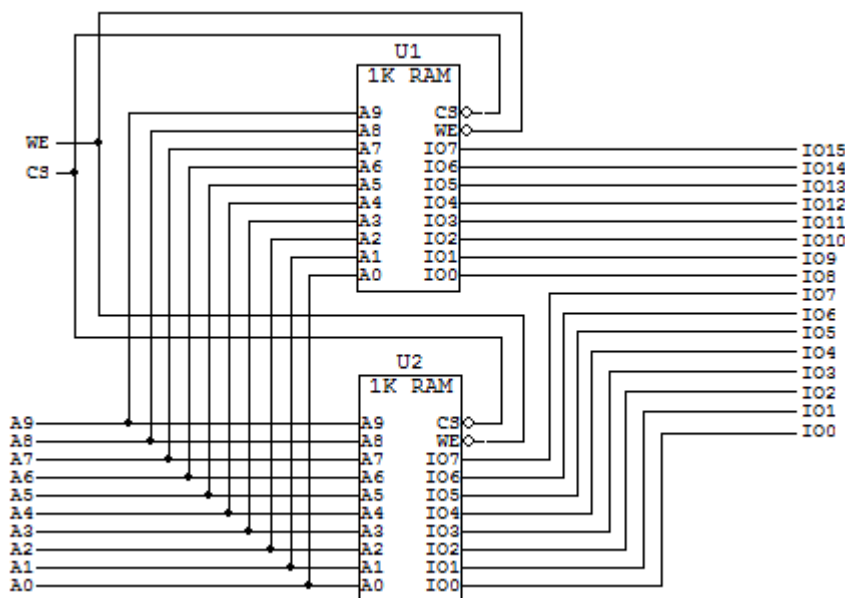 U1
1K RAM
A9 CS
A8 WE
WE A7 IO7 IO15
A6 IO6 IO14
CS A5 IO5 IO13
A4 IO4 IO12
A3 IO3 IO11
A2 IO2 IO10
A1 IO1 IO9
A0 IO0 IO8
IO7
IO6
IO5
IO4
U2
1K RAM
IO3
IO2
IO1
A9 A9 CS
IO0
A8 A8 WE
A7 A7 IO7
A6 A6 IO6
A5 A5 IO5
A4 A4 IO4
A3 A3 IO3
A2 A2 IO2
A1 A1 IO1
A0 A0 IO0